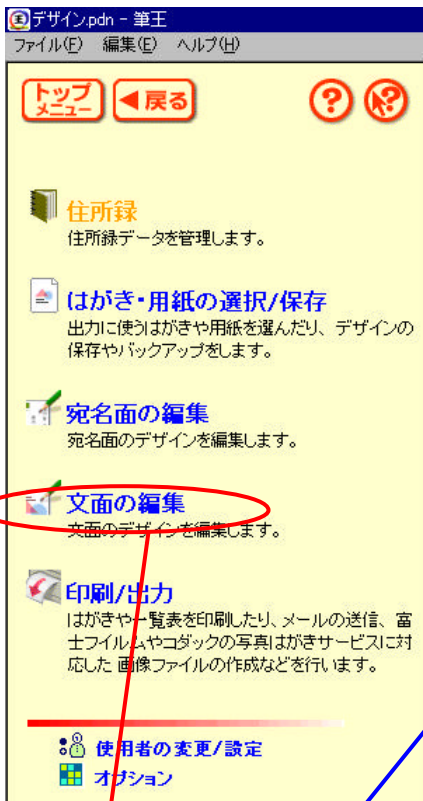 デザイン.pdn - 筆王
ファイル(F) 編集(E) ヘルプ(H)
トップ
メニュー
戻る
住所録
住所録データを管理します。
はがき・用紙の選択/保存
出力に使うはがきや用紙を選んだり、デザインの
保存やバックアップをします。
宛名面の編集
宛名面のデザインを編集します。
文面の編集
文面のデザインを編集します。
印刷/出力
はがきや一覧表を印刷したり、メールの送信、富
士フイルムやコダックの写真はがきサービスに対
応した 画像ファイルの作成などを行います。
使用者の変更/設定
オプション